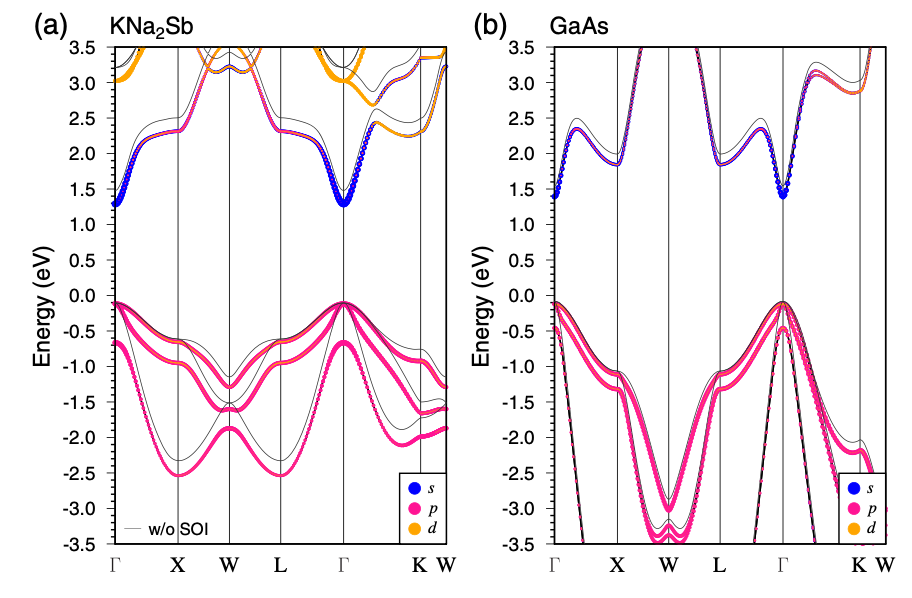 (a) KNa₂Sb
(b) GaAs
Energy (eV)
3.5
3.0
2.5
2.0
1.5
1.0
0.5
0.0
-0.5
-1.0
-1.5
-2.0
-2.5
-3.0
-3.5
w/o SOI
s
p
d
Γ X W L Γ K W
Energy (eV)
3.5
3.0
2.5
2.0
1.5
1.0
0.5
0.0
-0.5
-1.0
-1.5
-2.0
-2.5
-3.0
-3.5
s
p
d
Γ X W L Γ K W